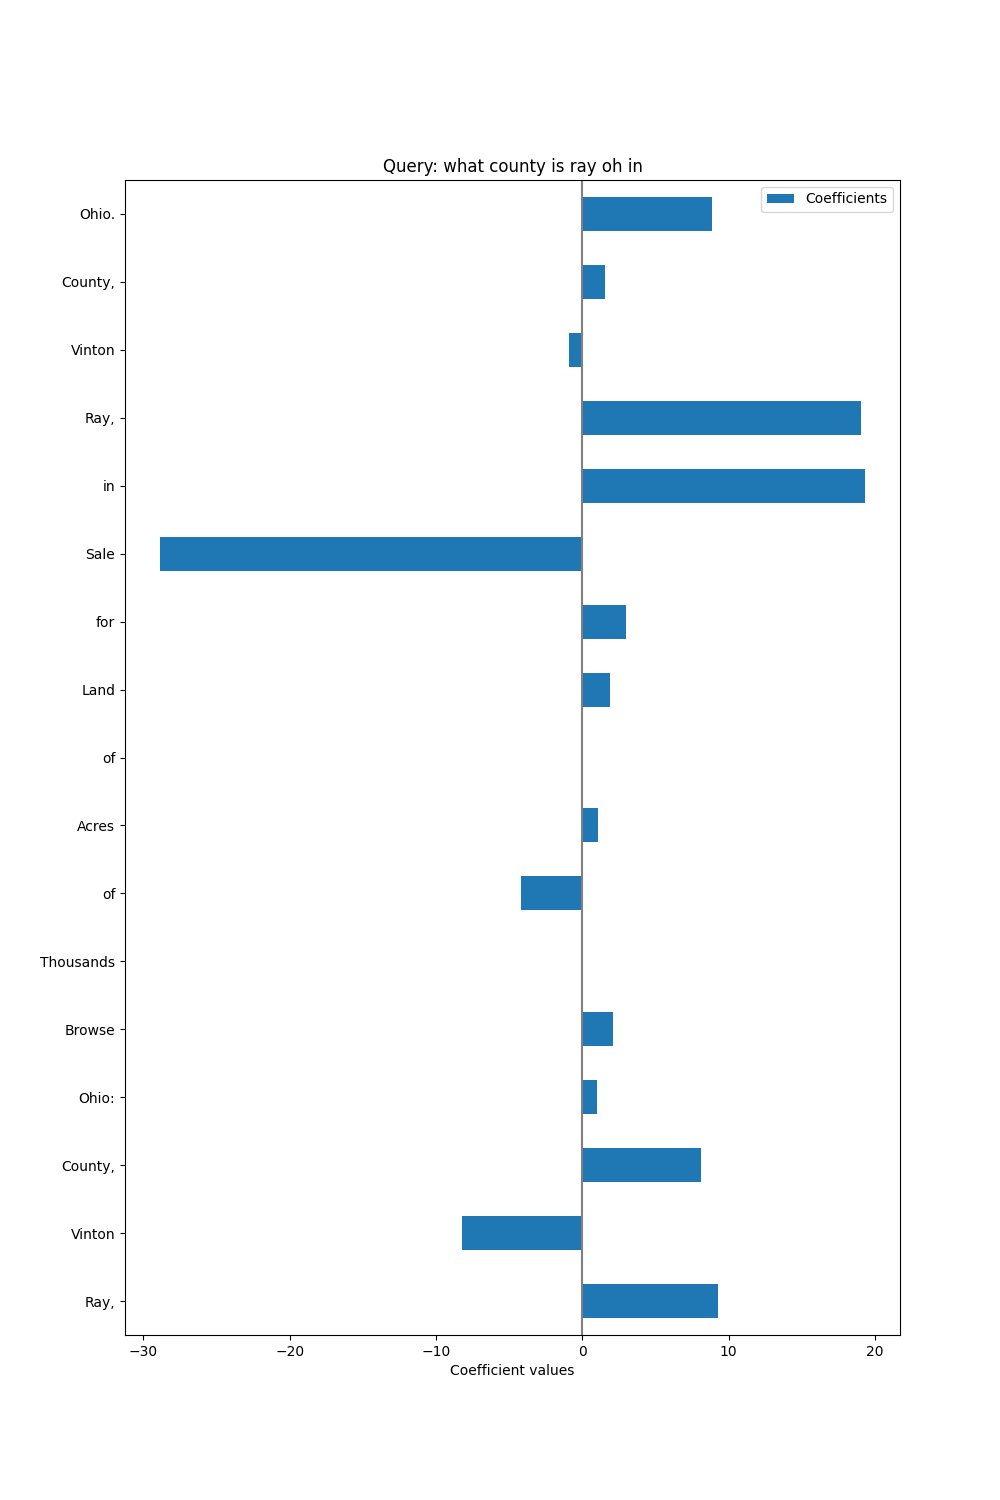 Query: what county is ray oh in
Coefficients
Ohio.
County,
Vinton
Ray,
in
Sale
for
Land
of
Acres
of
Thousands
Browse
Ohio:
County,
Vinton
Ray,
−30 −20 −10 0 10 20
Coefficient values